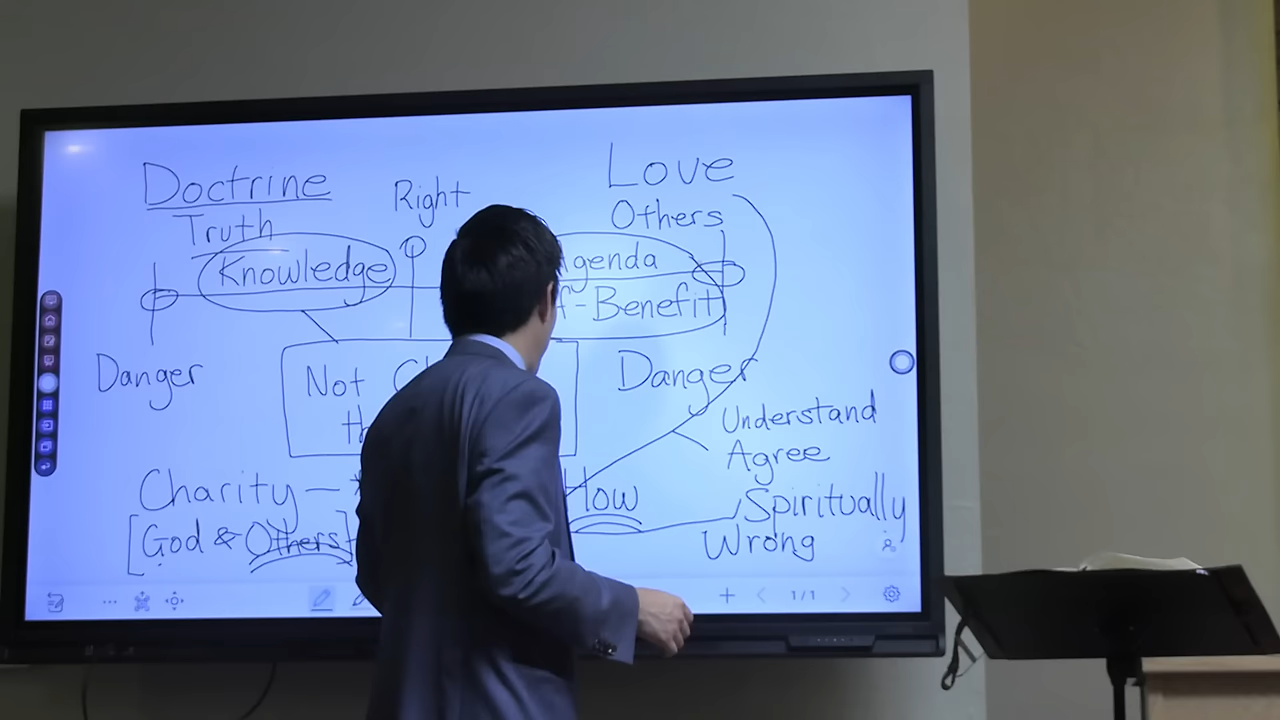 Doctrine
Love
Right
Truth
Others
Knowledge
genda
f-Benefit
Danger
Danger
Not
Understand
Agree
Charity —
How
Spiritually
Wrong
[God & Others]
1/1